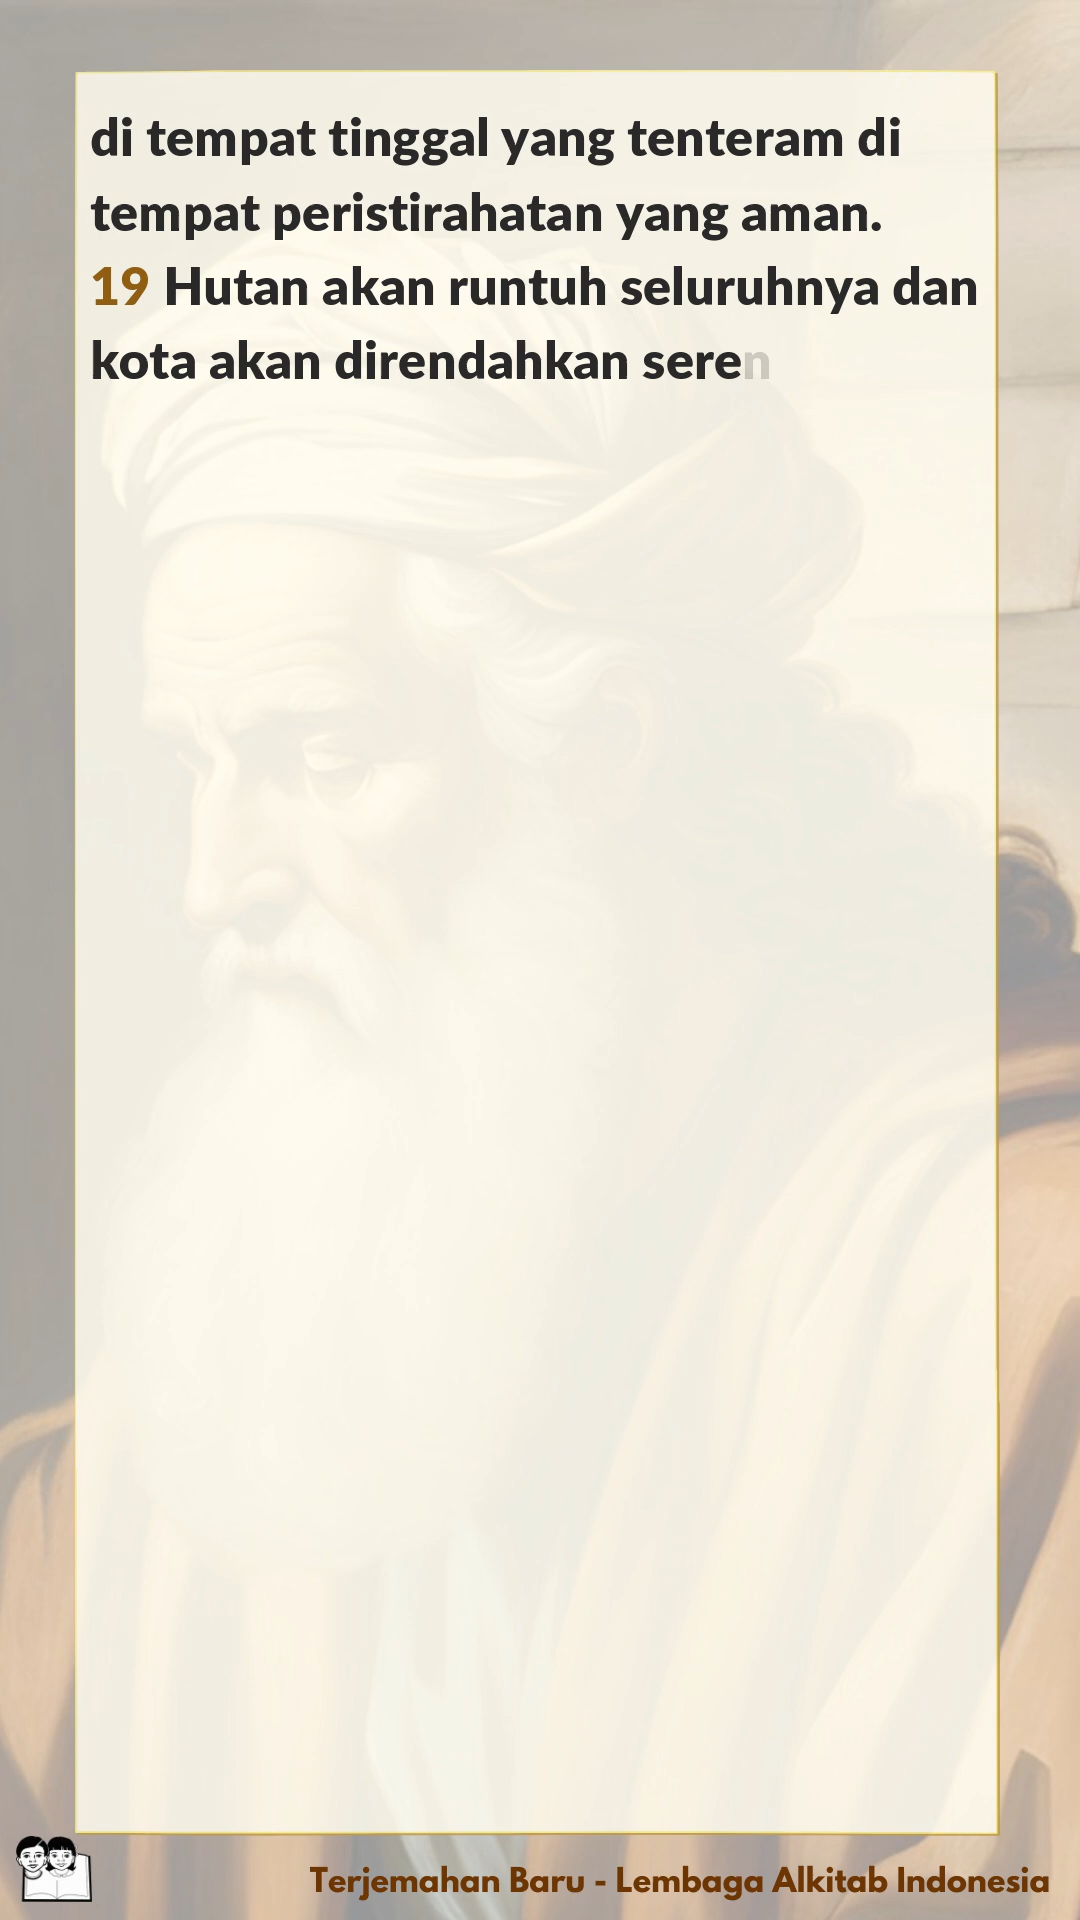 di tempat tinggal yang tenteram di
tempat peristirahatan yang aman.
19 Hutan akan runtuh seluruhnya dan
kota akan direndahkan seren
Terjemahan Baru - Lembaga Alkitab Indonesia